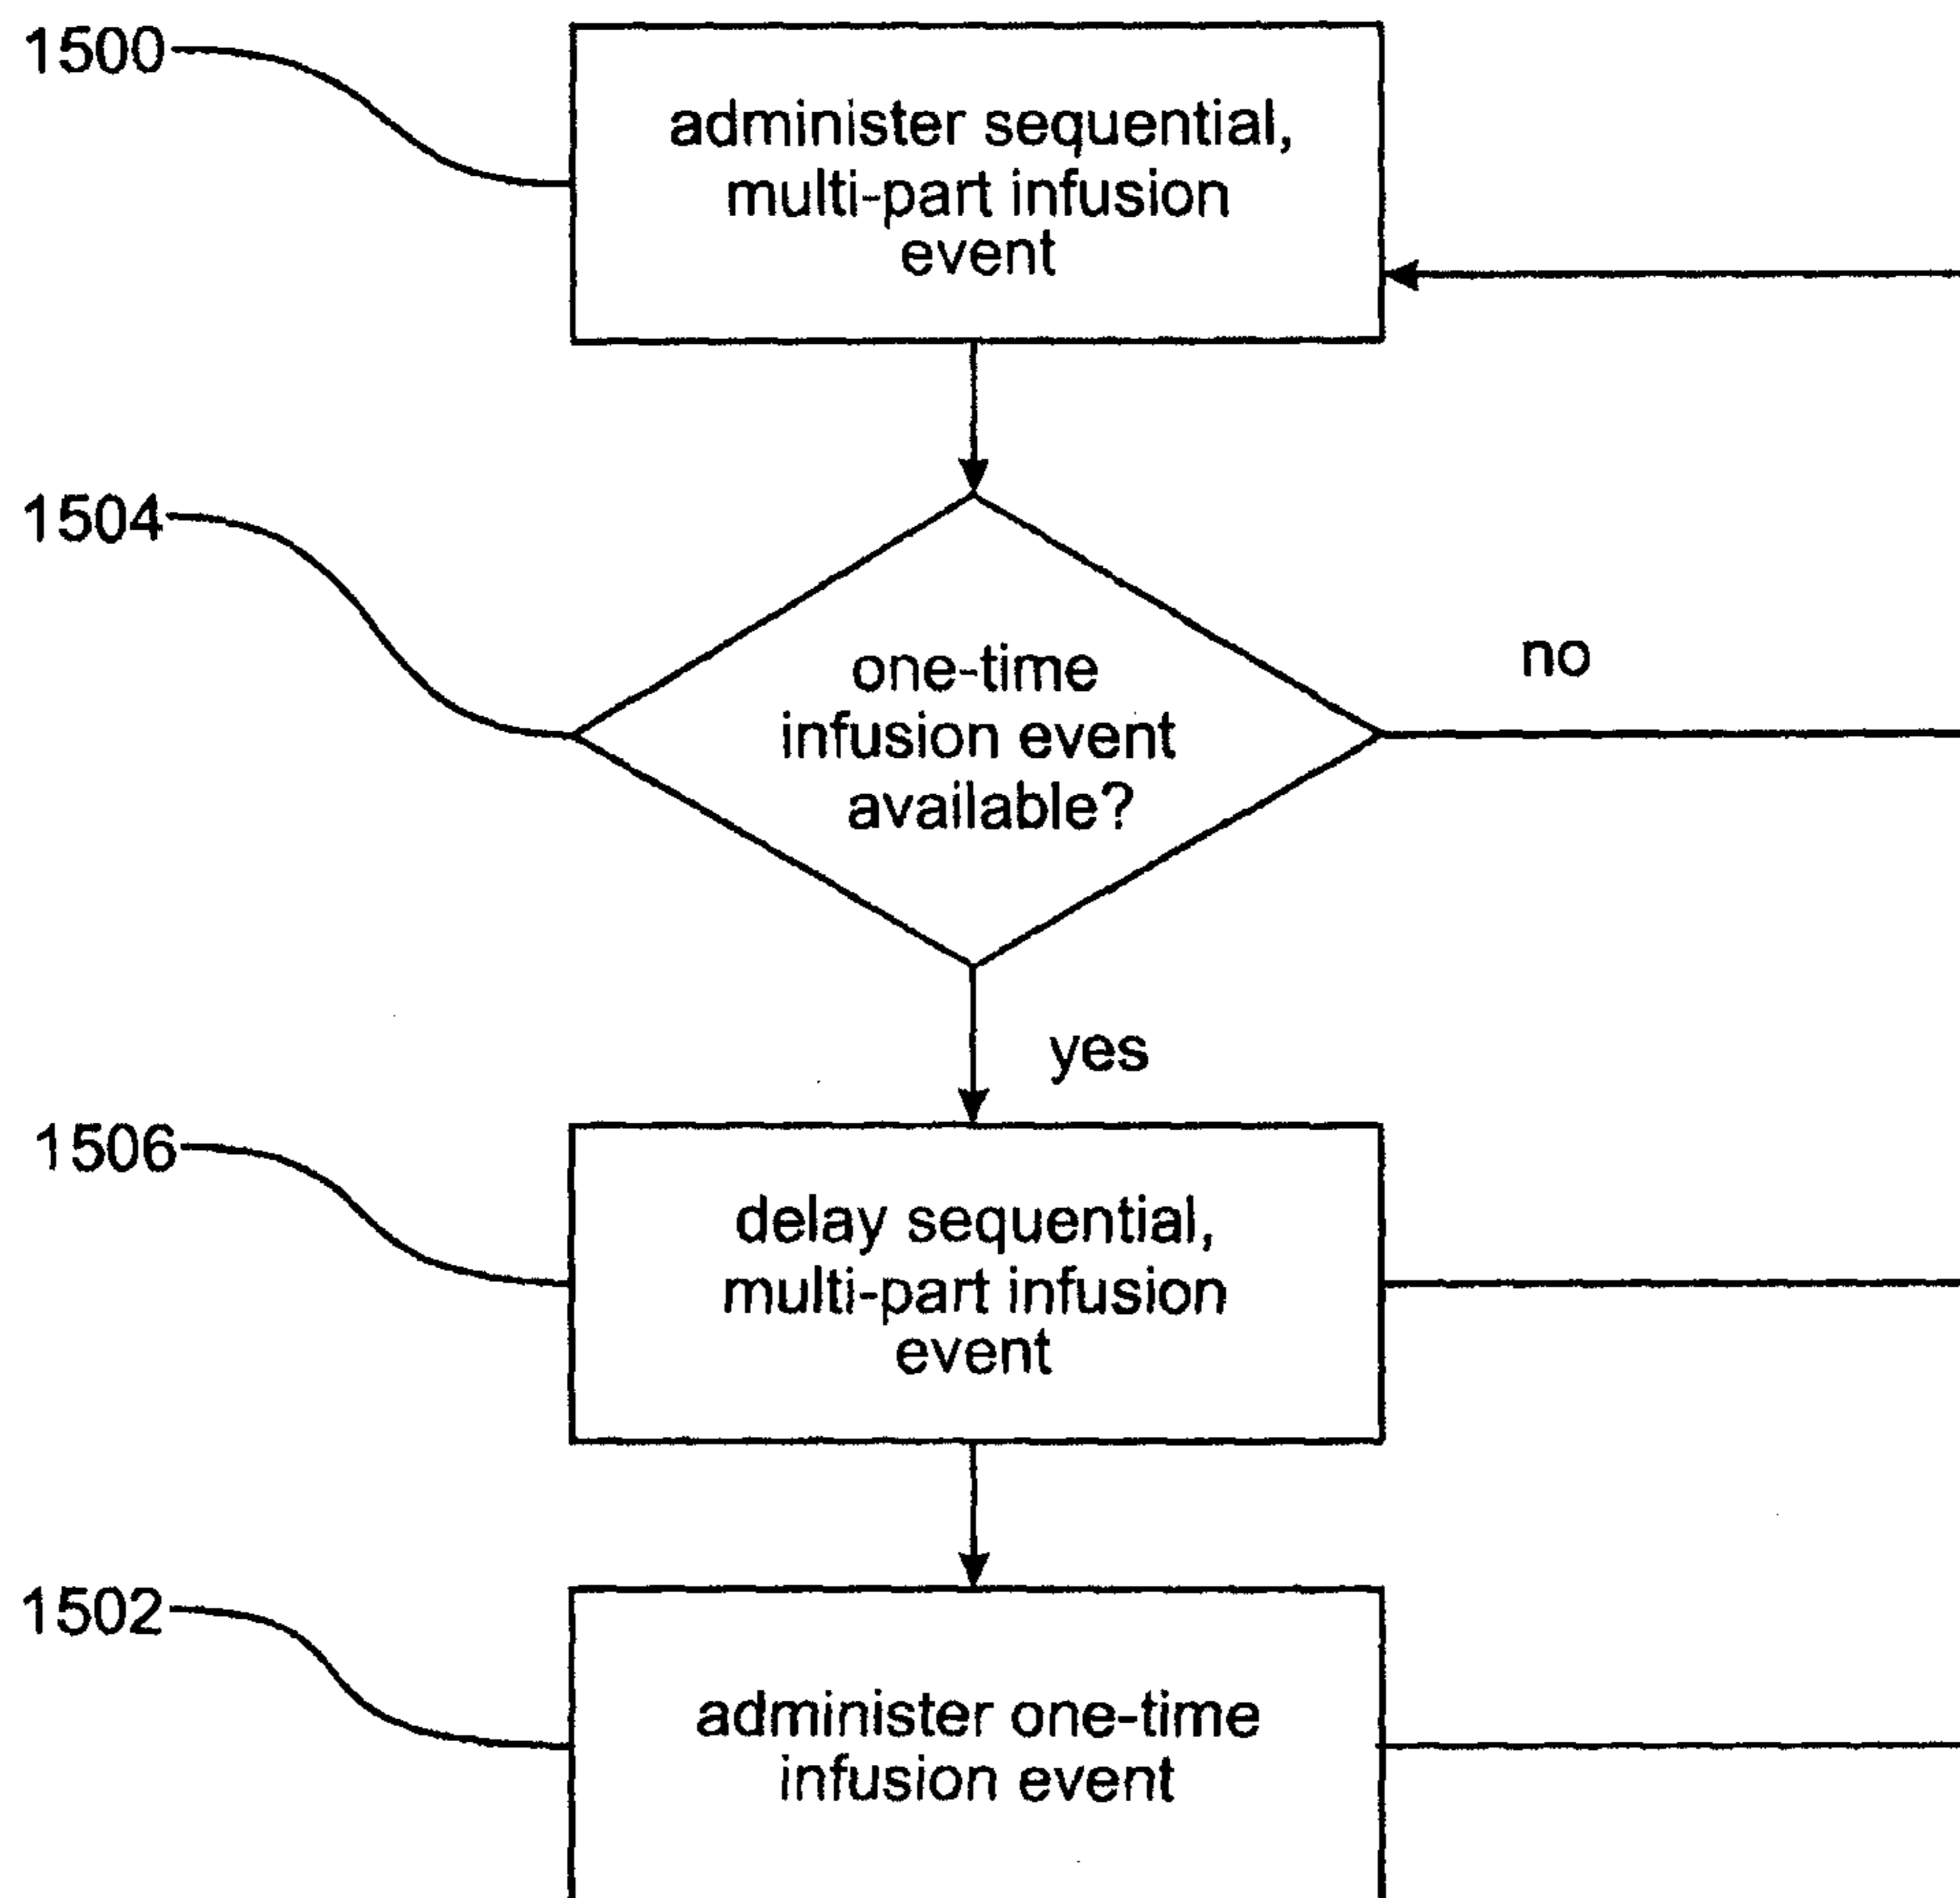 1500
administer sequential,
multi-part infusion
event
1504
one-time
infusion event
available?
no
yes
1506
delay sequential,
multi-part infusion
event
1502
administer one-time
infusion event